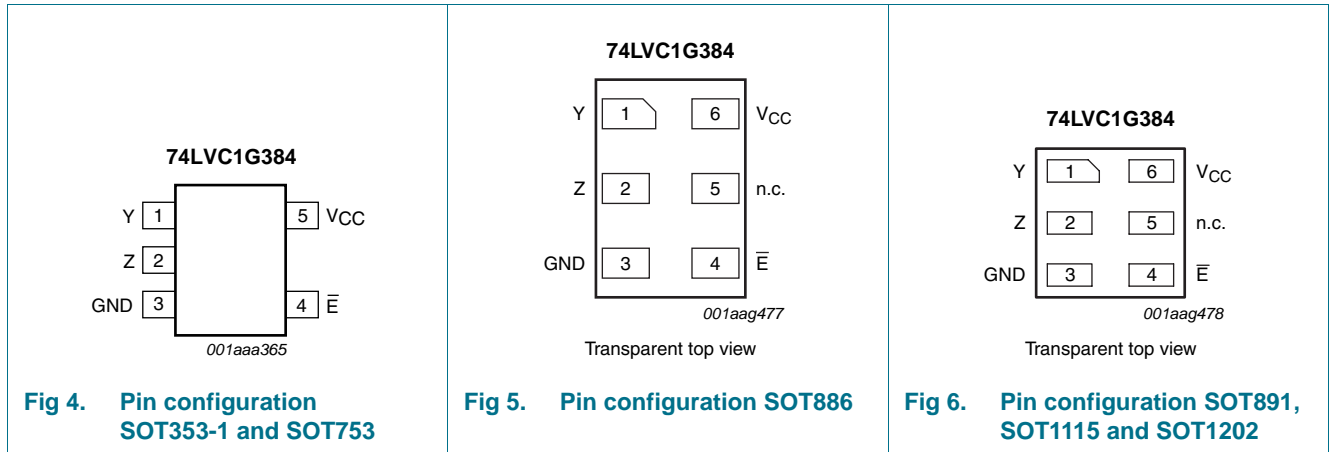 74LVC1G384
Y 1 5 VCC
Z 2
GND 3 4 E̅
001aaa365
Fig 4. Pin configuration
SOT353-1 and SOT753
74LVC1G384
Y 1 6 VCC
Z 2 5 n.c.
GND 3 4 E̅
001aag477
Transparent top view
Fig 5. Pin configuration SOT886
74LVC1G384
Y 1 6 VCC
Z 2 5 n.c.
GND 3 4 E̅
001aag478
Transparent top view
Fig 6. Pin configuration SOT891,
SOT1115 and SOT1202